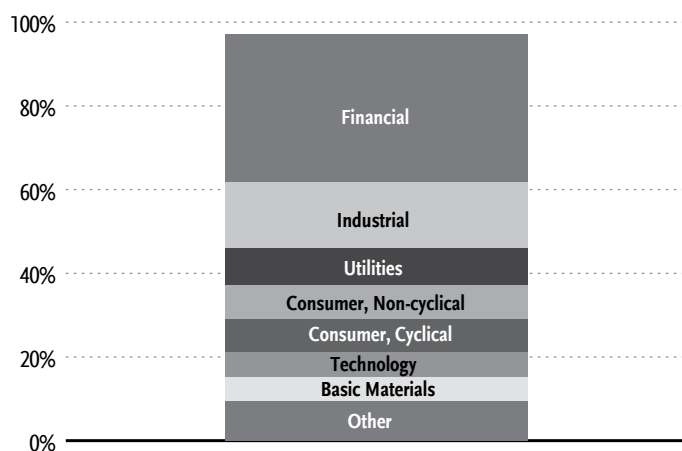 100%
Financial
80%
60%
Industrial
Utilities
40%
Consumer, Non-cyclical
Consumer, Cyclical
20%
Technology
Basic Materials
Other
0%